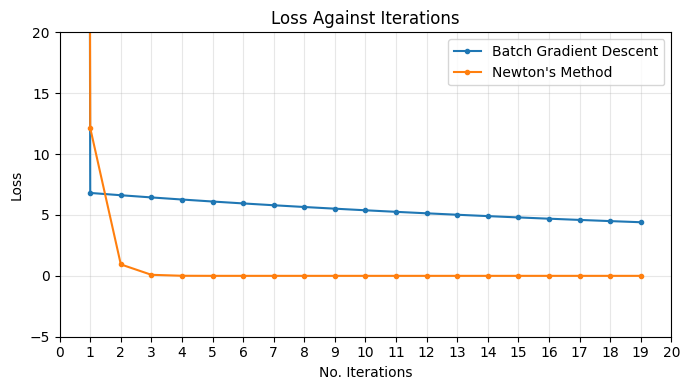 Loss Against Iterations
Batch Gradient Descent
Newton's Method
Loss
20
15
10
5
0
−5
0 1 2 3 4 5 6 7 8 9 10 11 12 13 14 15 16 17 18 19 20
No. Iterations